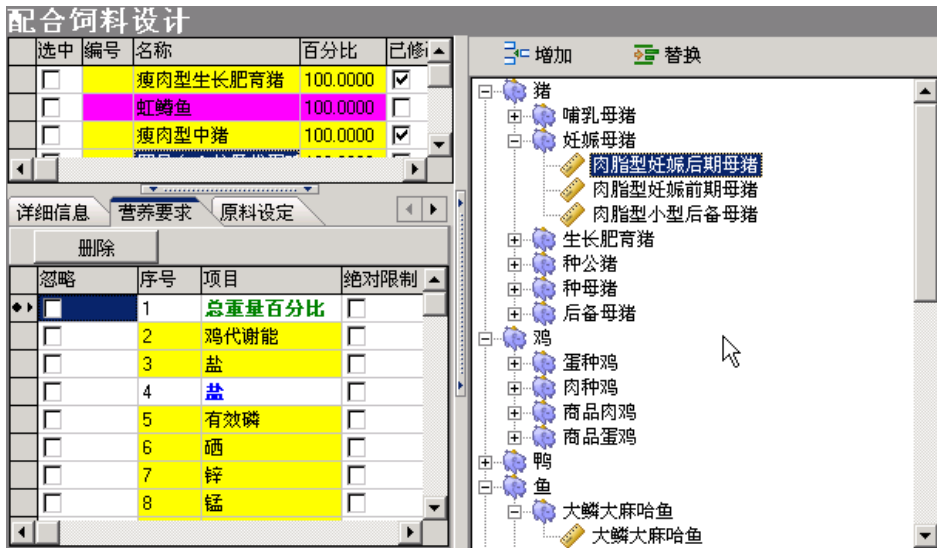 配合饲料设计
选中 编号 名称 百分比 已修
瘦肉型生长肥育猪 100.0000
虹鳟鱼 100.0000
瘦肉型中猪 100.0000
详细信息 营养要求 原料设定
删除
忽略 序号 项目 绝对限制
1 总重量百分比
2 鸡代谢能
3 盐
4 盐
5 有效磷
6 硒
7 锌
8 锰
增加 替换
猪
哺乳母猪
妊娠母猪
肉脂型妊娠后期母猪
肉脂型妊娠前期母猪
肉脂型小型后备母猪
生长肥育猪
种公猪
种母猪
后备母猪
鸡
蛋种鸡
肉种鸡
商品肉鸡
商品蛋鸡
鸭
鱼
大鳞大麻哈鱼
大鳞大麻哈鱼